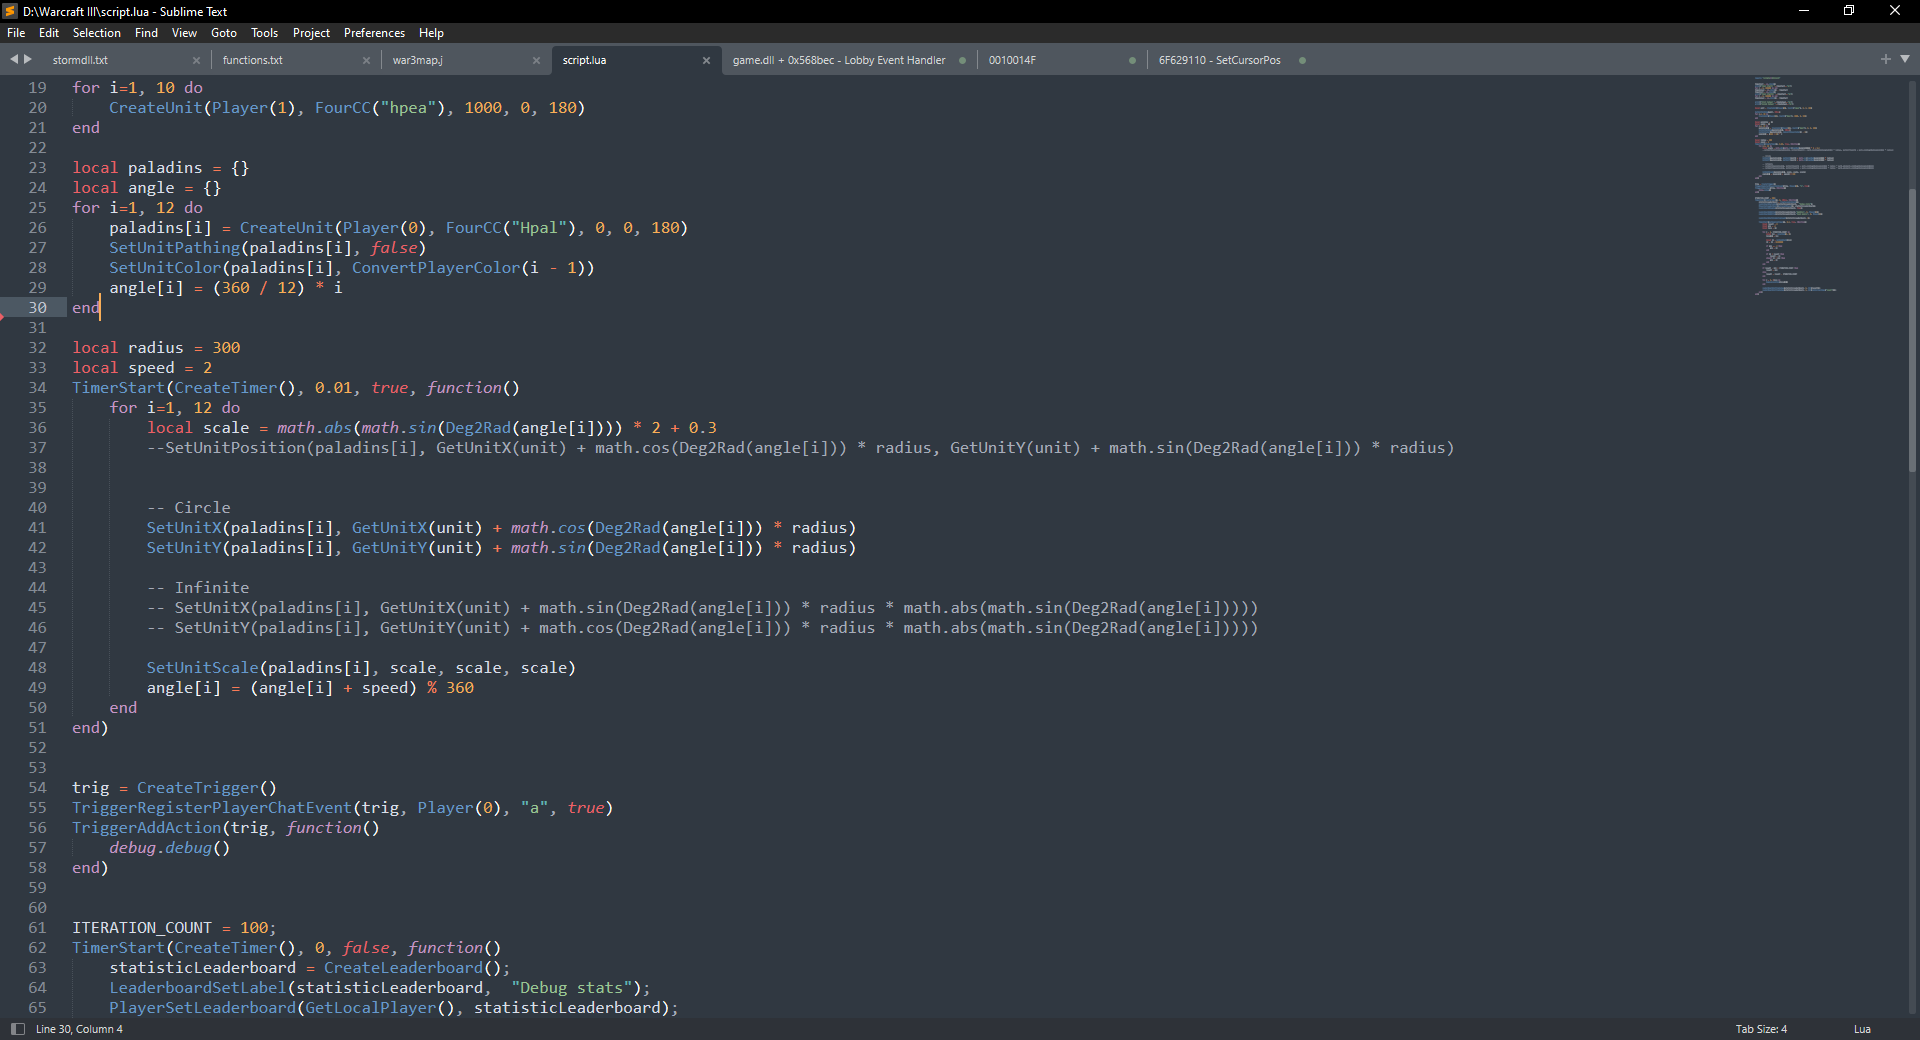 D:\Warcraft III\script.lua - Sublime Text
File Edit Selection Find View Goto Tools Project Preferences Help
stormdll.txt functions.txt war3map.j script.lua game.dll + 0x568bec - Lobby Event Handler 0010014F 6F629110 - SetCursorPos
19 for i=1, 10 do
20 CreateUnit(Player(1), FourCC("hpea"), 1000, 0, 180)
21 end
22
23 local paladins = {}
24 local angle = {}
25 for i=1, 12 do
26 paladins[i] = CreateUnit(Player(0), FourCC("Hpal"), 0, 0, 180)
27 SetUnitPathing(paladins[i], false)
28 SetUnitColor(paladins[i], ConvertPlayerColor(i - 1))
29 angle[i] = (360 / 12) * i
30 end
31
32 local radius = 300
33 local speed = 2
34 TimerStart(CreateTimer(), 0.01, true, function()
35 for i=1, 12 do
36 local scale = math.abs(math.sin(Deg2Rad(angle[i]))) * 2 + 0.3
37 --SetUnitPosition(paladins[i], GetUnitX(unit) + math.cos(Deg2Rad(angle[i])) * radius, GetUnitY(unit) + math.sin(Deg2Rad(angle[i])) * radius)
38
39
40 -- Circle
41 SetUnitX(paladins[i], GetUnitX(unit) + math.cos(Deg2Rad(angle[i])) * radius)
42 SetUnitY(paladins[i], GetUnitY(unit) + math.sin(Deg2Rad(angle[i])) * radius)
43
44 -- Infinite
45 -- SetUnitX(paladins[i], GetUnitX(unit) + math.sin(Deg2Rad(angle[i])) * radius * math.abs(math.sin(Deg2Rad(angle[i]))))
46 -- SetUnitY(paladins[i], GetUnitY(unit) + math.cos(Deg2Rad(angle[i])) * radius * math.abs(math.sin(Deg2Rad(angle[i]))))
47
48 SetUnitScale(paladins[i], scale, scale, scale)
49 angle[i] = (angle[i] + speed) % 360
50 end
51 end)
52
53
54 trig = CreateTrigger()
55 TriggerRegisterPlayerChatEvent(trig, Player(0), "a", true)
56 TriggerAddAction(trig, function()
57 debug.debug()
58 end)
59
60
61 ITERATION_COUNT = 100;
62 TimerStart(CreateTimer(), 0, false, function()
63 statisticLeaderboard = CreateLeaderboard();
64 LeaderboardSetLabel(statisticLeaderboard, "Debug stats");
65 PlayerSetLeaderboard(GetLocalPlayer(), statisticLeaderboard);
Line 30, Column 4 Tab Size: 4 Lua